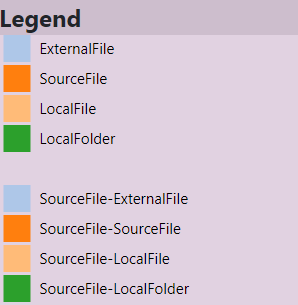 Legend
ExternalFile
SourceFile
LocalFile
LocalFolder
SourceFile-ExternalFile
SourceFile-SourceFile
SourceFile-LocalFile
SourceFile-LocalFolder